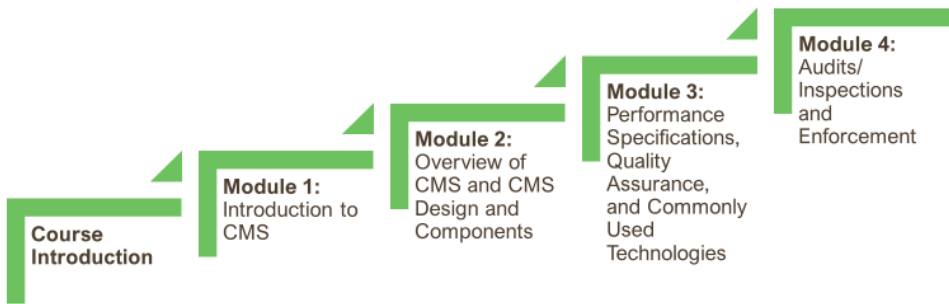 Course
Introduction
Module 1:
Introduction to
CMS
Module 2:
Overview of
CMS and CMS
Design and
Components
Module 3:
Performance
Specifications,
Quality
Assurance,
and Commonly
Used
Technologies
Module 4:
Audits/
Inspections
and
Enforcement